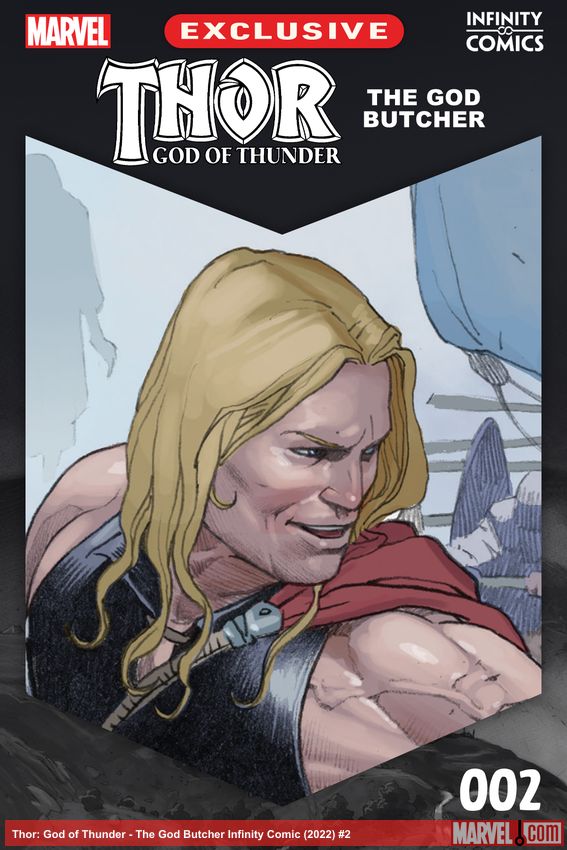 MARVEL
EXCLUSIVE
INFINITY
COMICS
THOR
GOD OF THUNDER
THE GOD
BUTCHER
002
Thor: God of Thunder - The God Butcher Infinity Comic (2022) #2
MARVEL.com